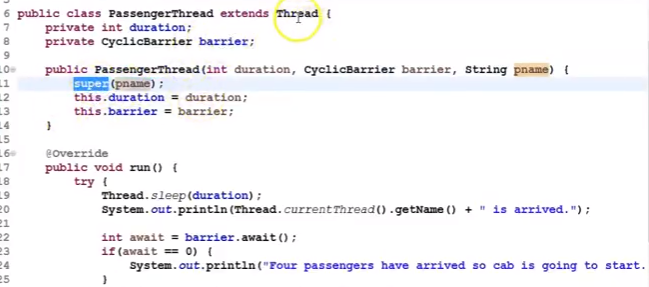 6 public class PassengerThread extends Thread {
7 private int duration;
8 private CyclicBarrier barrier;
9
10 public PassengerThread(int duration, CyclicBarrier barrier, String pname) {
11 super(pname);
12 this.duration = duration;
13 this.barrier = barrier;
14 }
15
16 @Override
17 public void run() {
18 try {
19 Thread.sleep(duration);
20 System.out.println(Thread.currentThread().getName() + " is arrived.");
21
22 int await = barrier.await();
23 if(await == 0) {
24 System.out.println("Four passengers have arrived so cab is going to start.
25 }